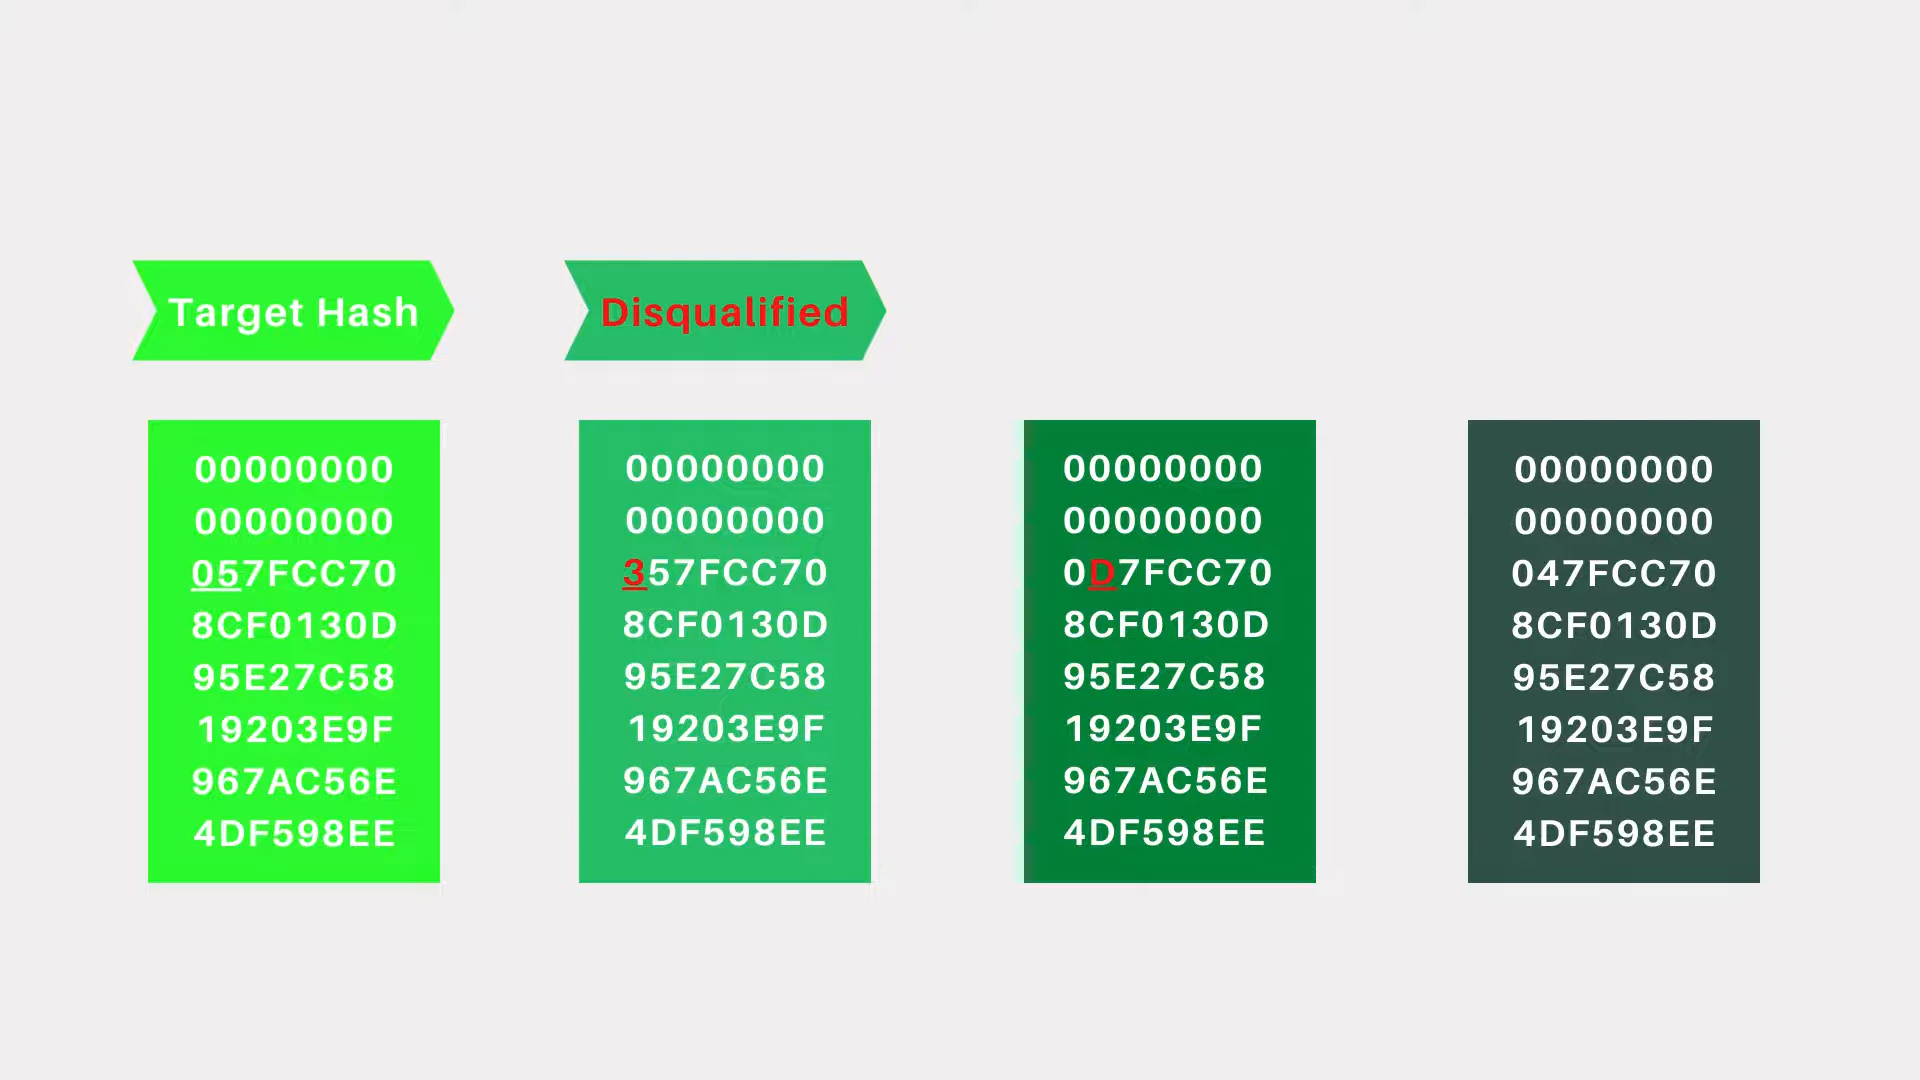 Target Hash
Disqualified
00000000
00000000
057FCC70
8CF0130D
95E27C58
19203E9F
967AC56E
4DF598EE
00000000
00000000
357FCC70
8CF0130D
95E27C58
19203E9F
967AC56E
4DF598EE
00000000
00000000
0D7FCC70
8CF0130D
95E27C58
19203E9F
967AC56E
4DF598EE
00000000
00000000
047FCC70
8CF0130D
95E27C58
19203E9F
967AC56E
4DF598EE